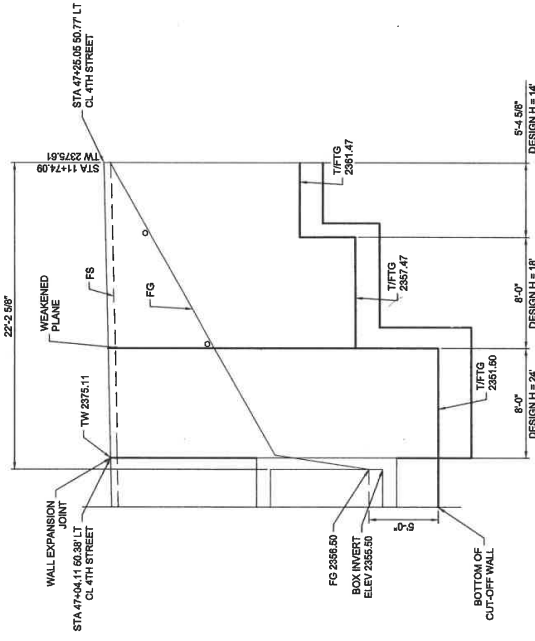 22'-2 5/8"
STA 47+25.05 50.77' LT
CL 4TH STREET
STA 11+74.09
TW 2375.61
WEAKENED
PLANE
FS
FG
TW 2375.11
WALL EXPANSION
JOINT
STA 47+04.11 50.38' LT
CL 4TH STREET
T/FTG
2361.47
T/FTG
2357.47
T/FTG
2351.50
FG 2356.50
BOX INVERT
ELEV 2355.50
5'-0"
BOTTOM OF
CUT-OFF WALL
8'-0"
DESIGN H = 24'
8'-0"
DESIGN H = 18'
5'-4 5/8"
DESIGN H = 14'